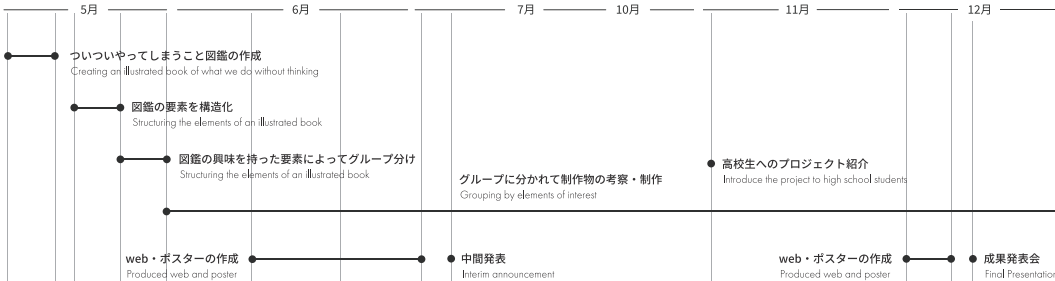 5月
6月
7月
10月
11月
12月
ついついやってしまうこと図鑑の作成
Creating an illustrated book of what we do without thinking
図鑑の要素を構造化
Structuring the elements of an illustrated book
図鑑の興味を持った要素によってグループ分け
Structuring the elements of an illustrated book
高校生へのプロジェクト紹介
Introduce the project to high school students
グループに分かれて制作物の考察・制作
Grouping by elements of interest
web・ポスターの作成
Produced web and poster
中間発表
Interim announcement
web・ポスターの作成
Produced web and poster
成果発表会
Final Presentation